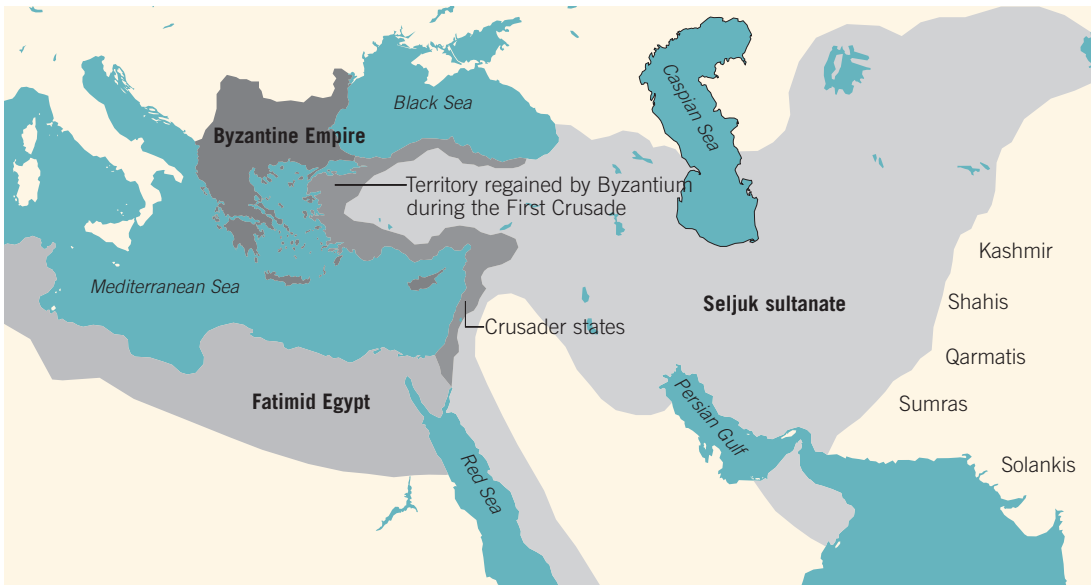 Black Sea
Caspian Sea
Byzantine Empire
Territory regained by Byzantium
during the First Crusade
Kashmir
Mediterranean Sea
Seljuk sultanate
Shahis
Crusader states
Qarmatis
Fatimid Egypt
Persian Gulf
Sumras
Red Sea
Solankis